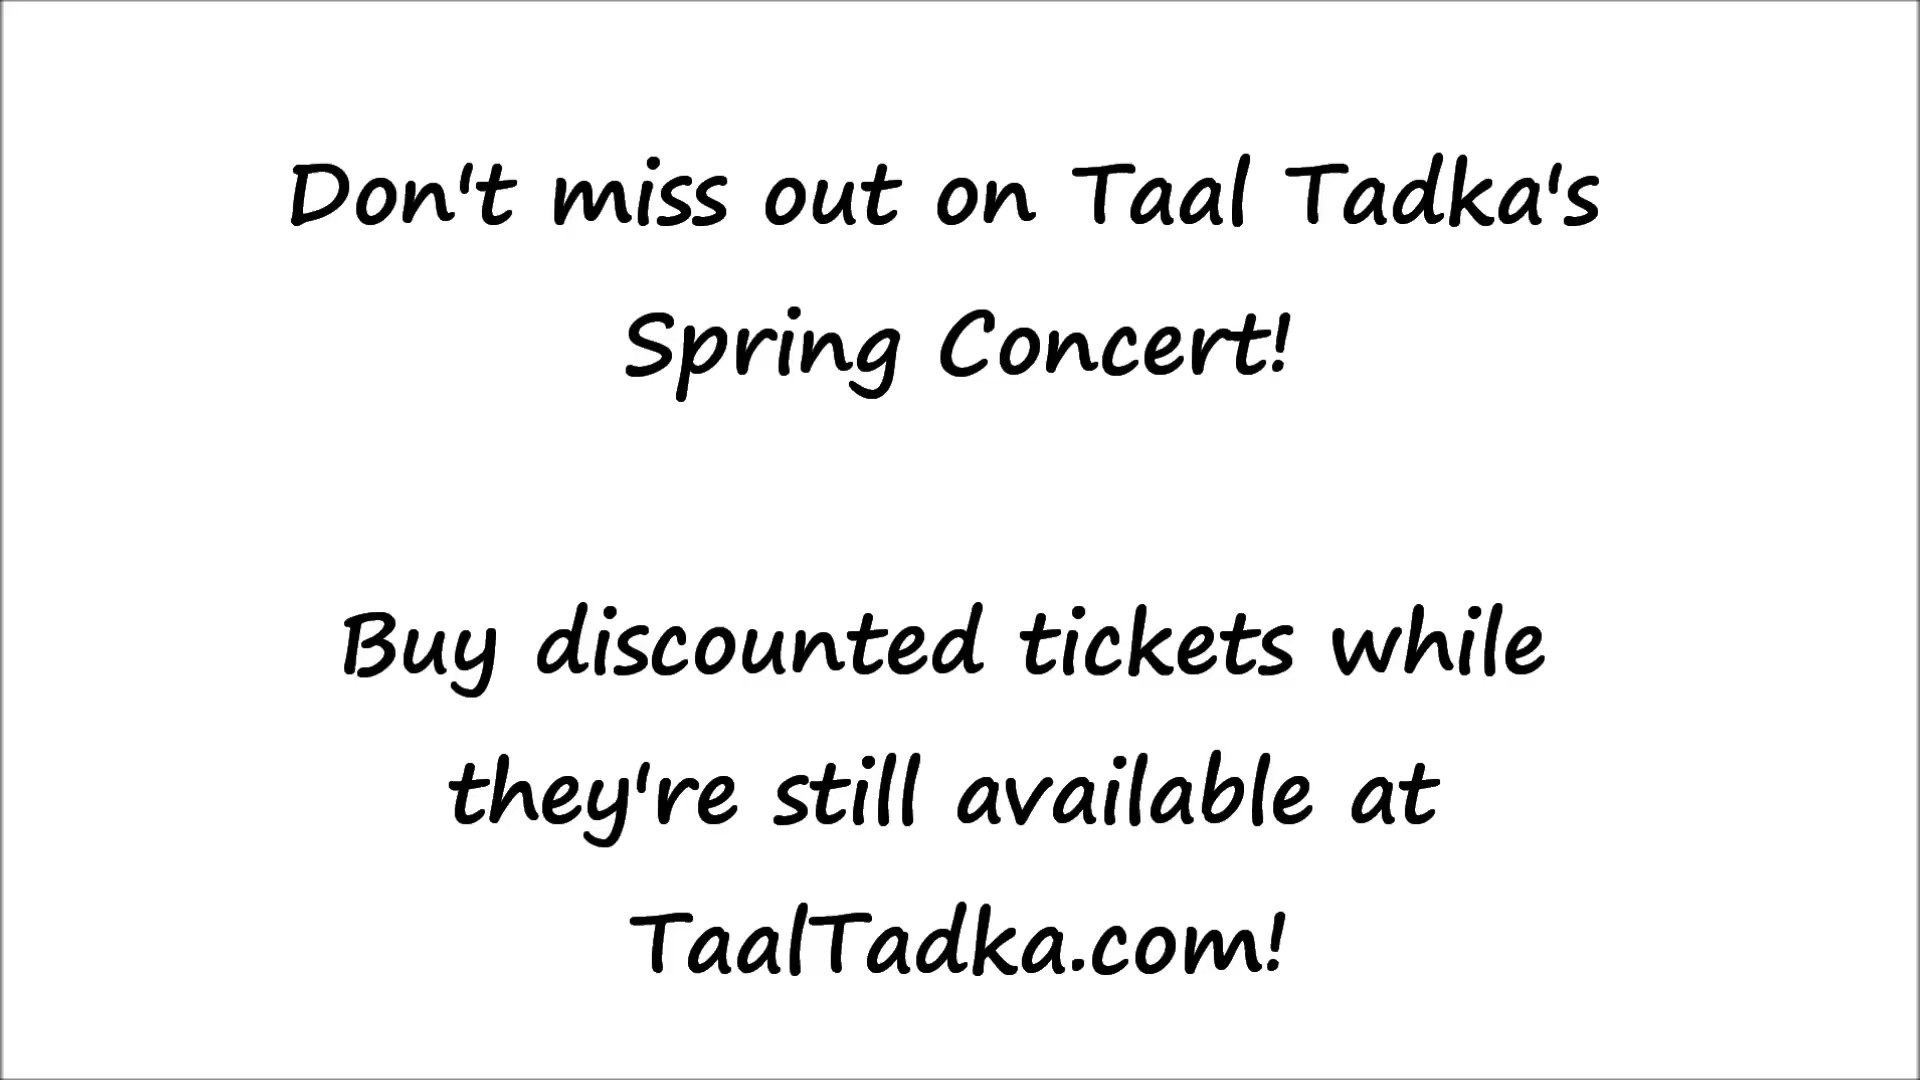 Don't miss out on Taal Tadka's
Spring Concert!
Buy discounted tickets while
they're still available at
TaalTadka.com!